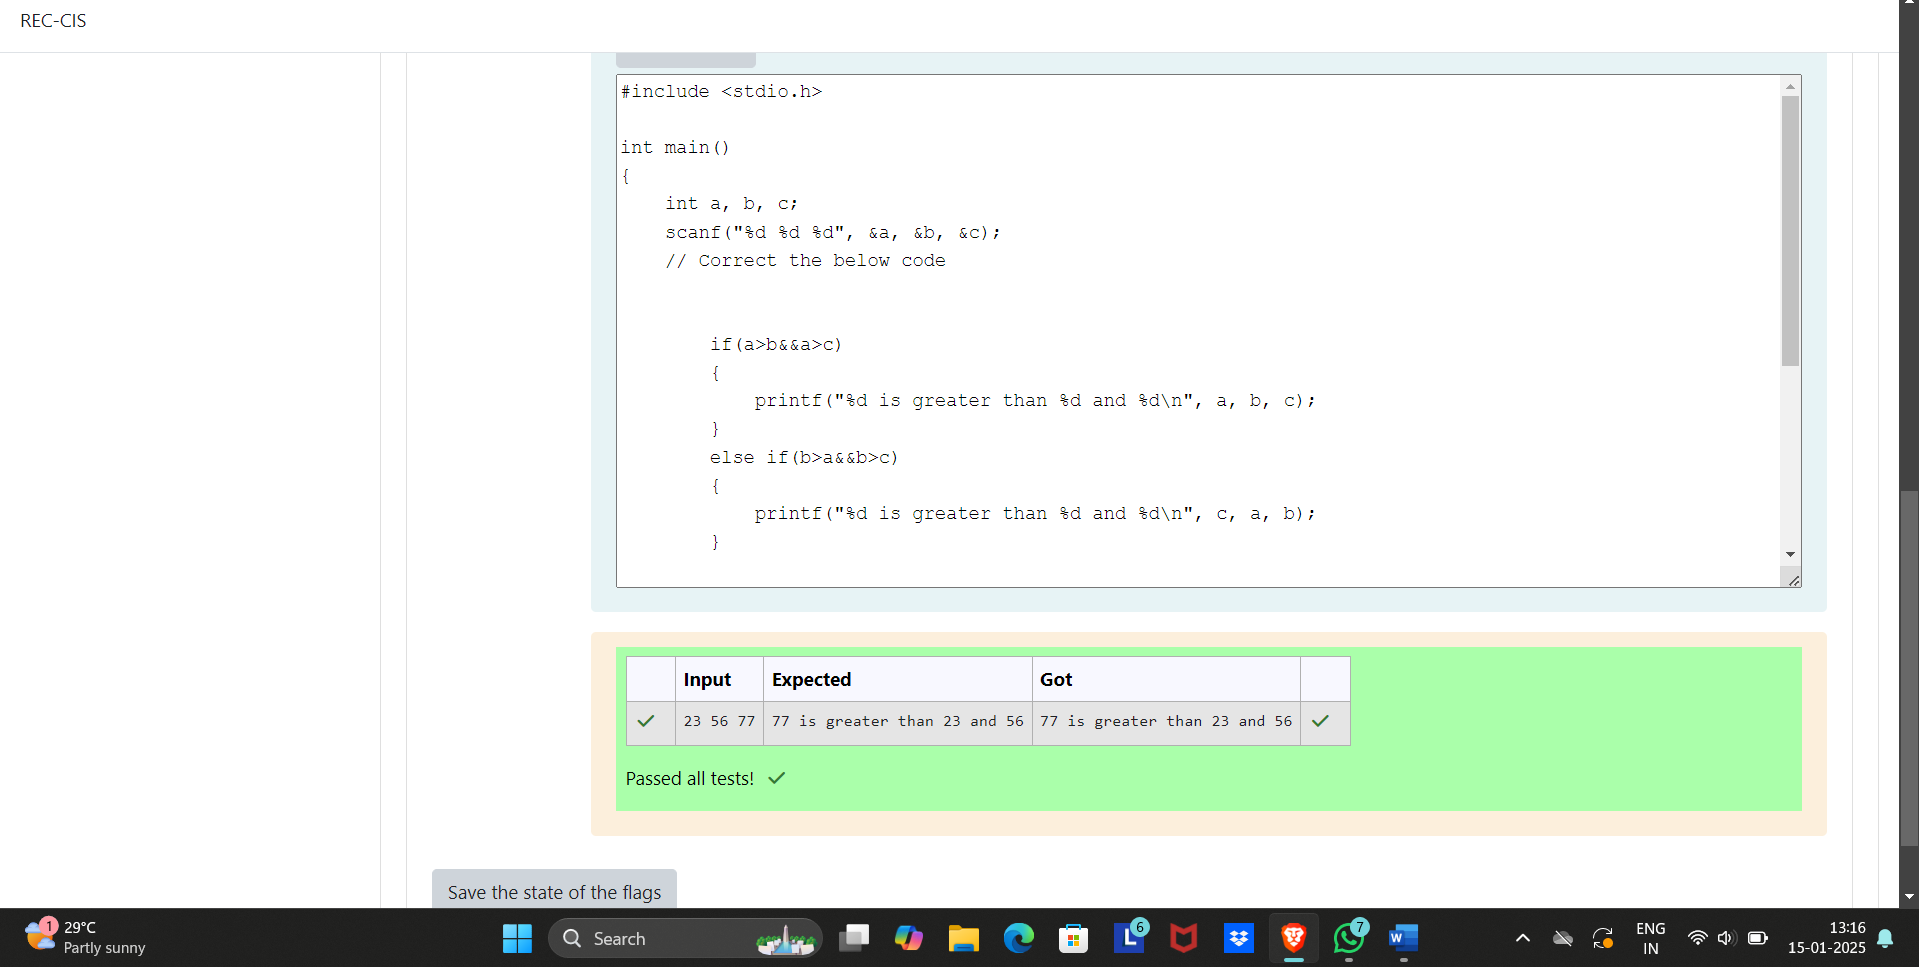 REC-CIS
#include <stdio.h>
int main()
{
int a, b, c;
scanf("%d %d %d", &a, &b, &c);
// Correct the below code
if(a>b&&a>c)
{
printf("%d is greater than %d and %d\n", a, b, c);
}
else if(b>a&&b>c)
{
printf("%d is greater than %d and %d\n", c, a, b);
}
Input Expected Got
23 56 77 77 is greater than 23 and 56 77 is greater than 23 and 56
Passed all tests!
Save the state of the flags
1 29°C
Partly sunny
Search
L 6
7
W
ENG
IN
13:16
15-01-2025